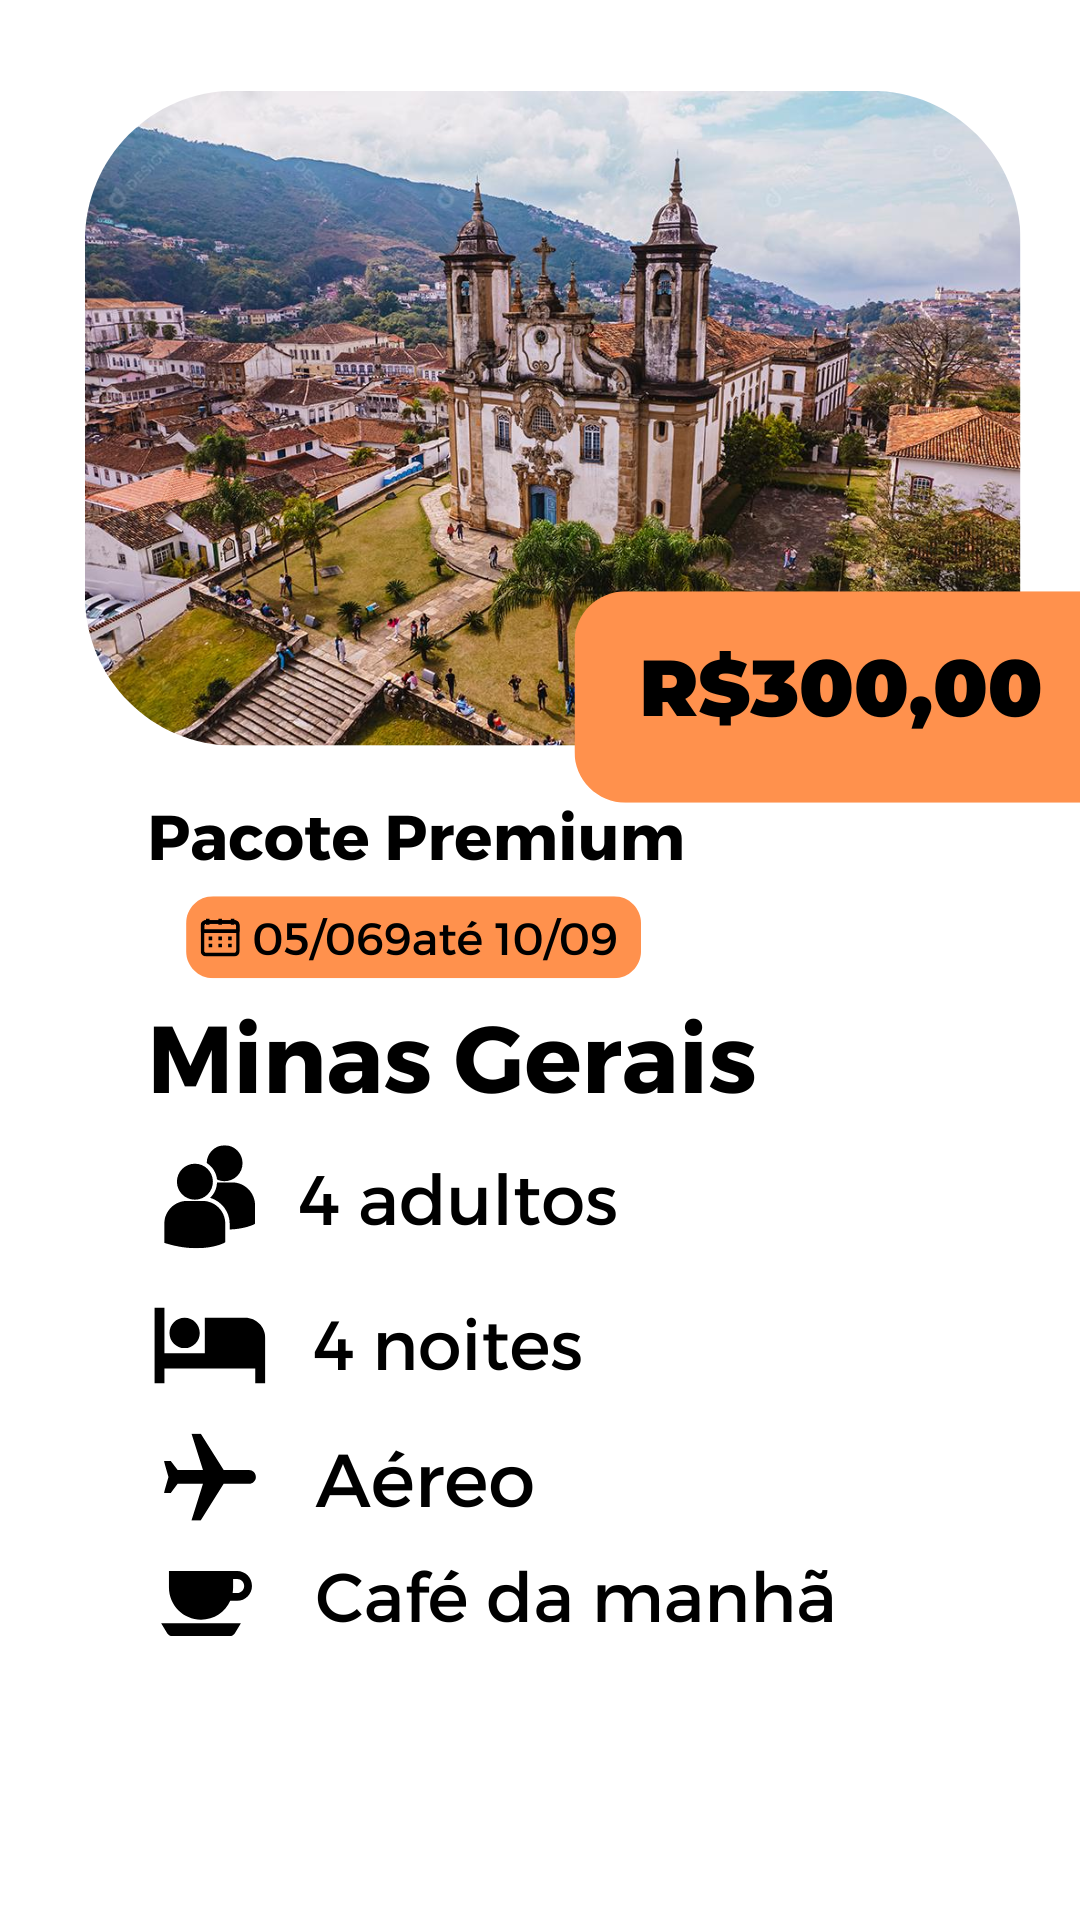 R$300,00
Pacote Premium
05/069até 10/09
Minas Gerais
4 adultos
4 noites
Aéreo
Café da manhã